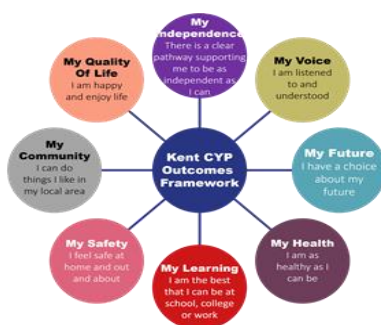 My
Independence
There is a clear
pathway supporting
me to be as
independent as
I can
My Voice
I am listened
to and
understood
My Future
I have a choice
about my
future
My Health
I am as
healthy as I
can be
My Learning
I am the best
that I can be at
school, college
or work
My Safety
I feel safe at
home and out
and about
My
Community
I can do
things I like in
my local area
My Quality
Of Life
I am happy
and enjoy life
Kent CYP
Outcomes
Framework